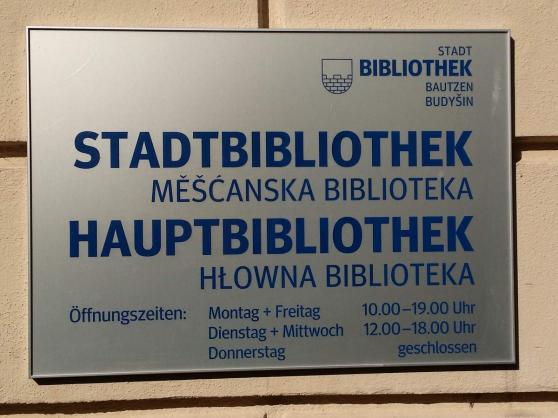 STADT
BIBLIOTHEK
BAUTZEN
BUDYŠIN
STADTBIBLIOTHEK
MĚŠĆANSKA BIBLIOTEKA
HAUPTBIBLIOTHEK
HŁOWNA BIBLIOTEKA
Öffnungszeiten: Montag + Freitag 10.00–19.00 Uhr
Dienstag + Mittwoch 12.00–18.00 Uhr
Donnerstag geschlossen